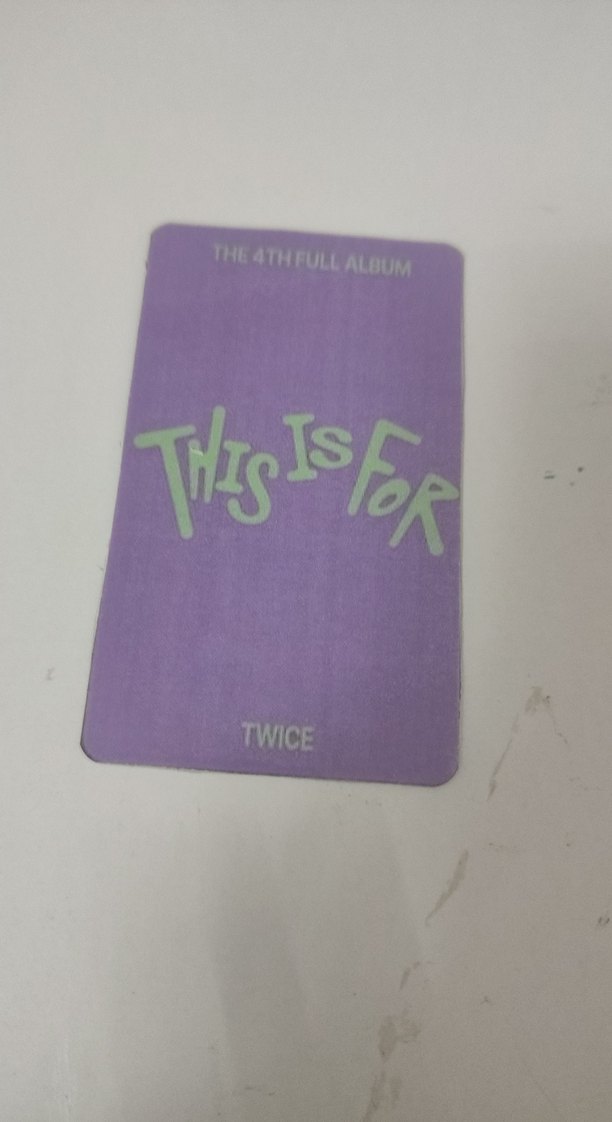 THE 4TH FULL ALBUM
THIS IS FOR
TWICE